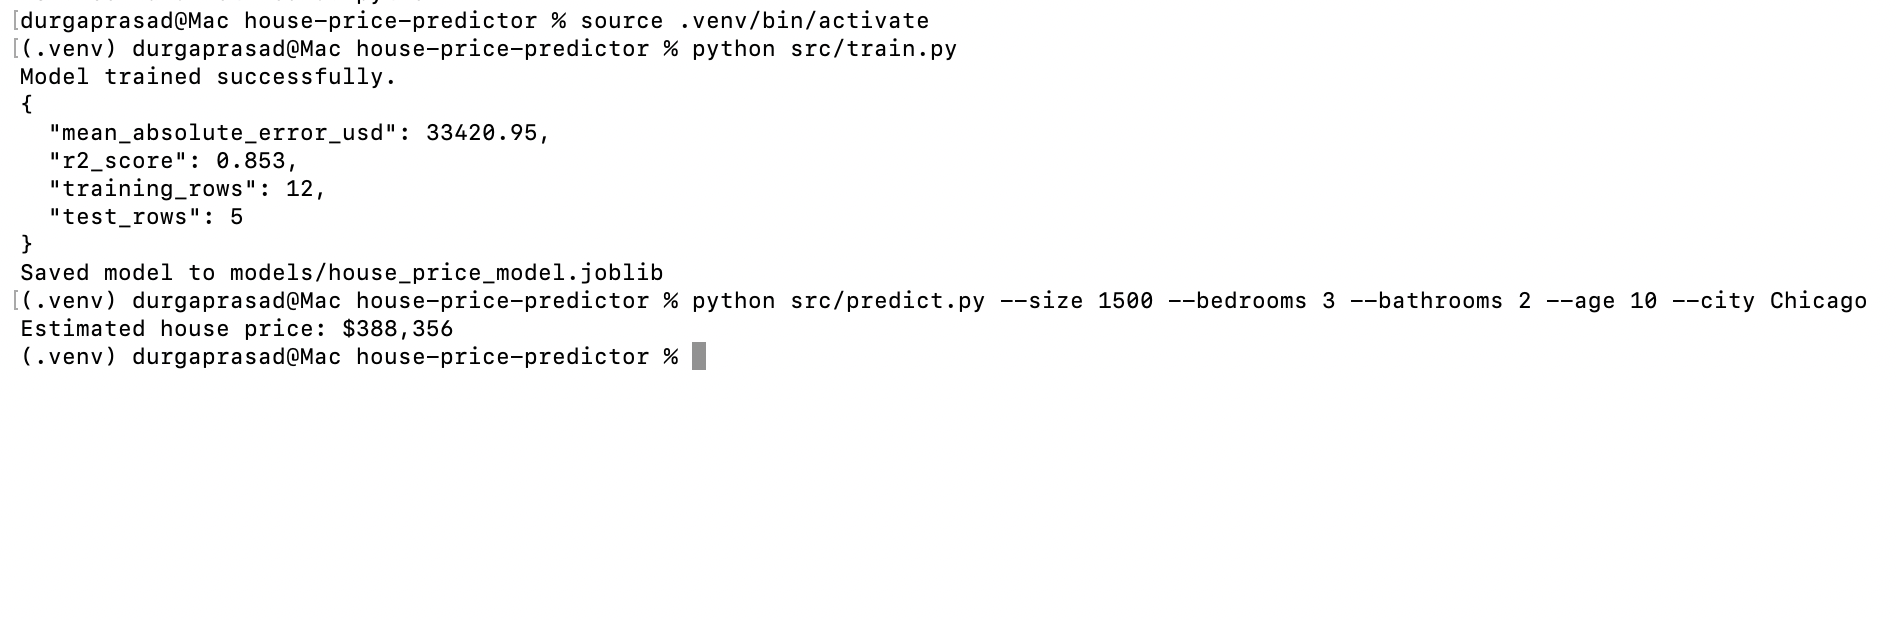 [durgaprasad@Mac house-price-predictor % source .venv/bin/activate
[(.venv) durgaprasad@Mac house-price-predictor % python src/train.py
Model trained successfully.
{
  "mean_absolute_error_usd": 33420.95,
  "r2_score": 0.853,
  "training_rows": 12,
  "test_rows": 5
}
Saved model to models/house_price_model.joblib
[(.venv) durgaprasad@Mac house-price-predictor % python src/predict.py --size 1500 --bedrooms 3 --bathrooms 2 --age 10 --city Chicago
Estimated house price: $388,356
(.venv) durgaprasad@Mac house-price-predictor %